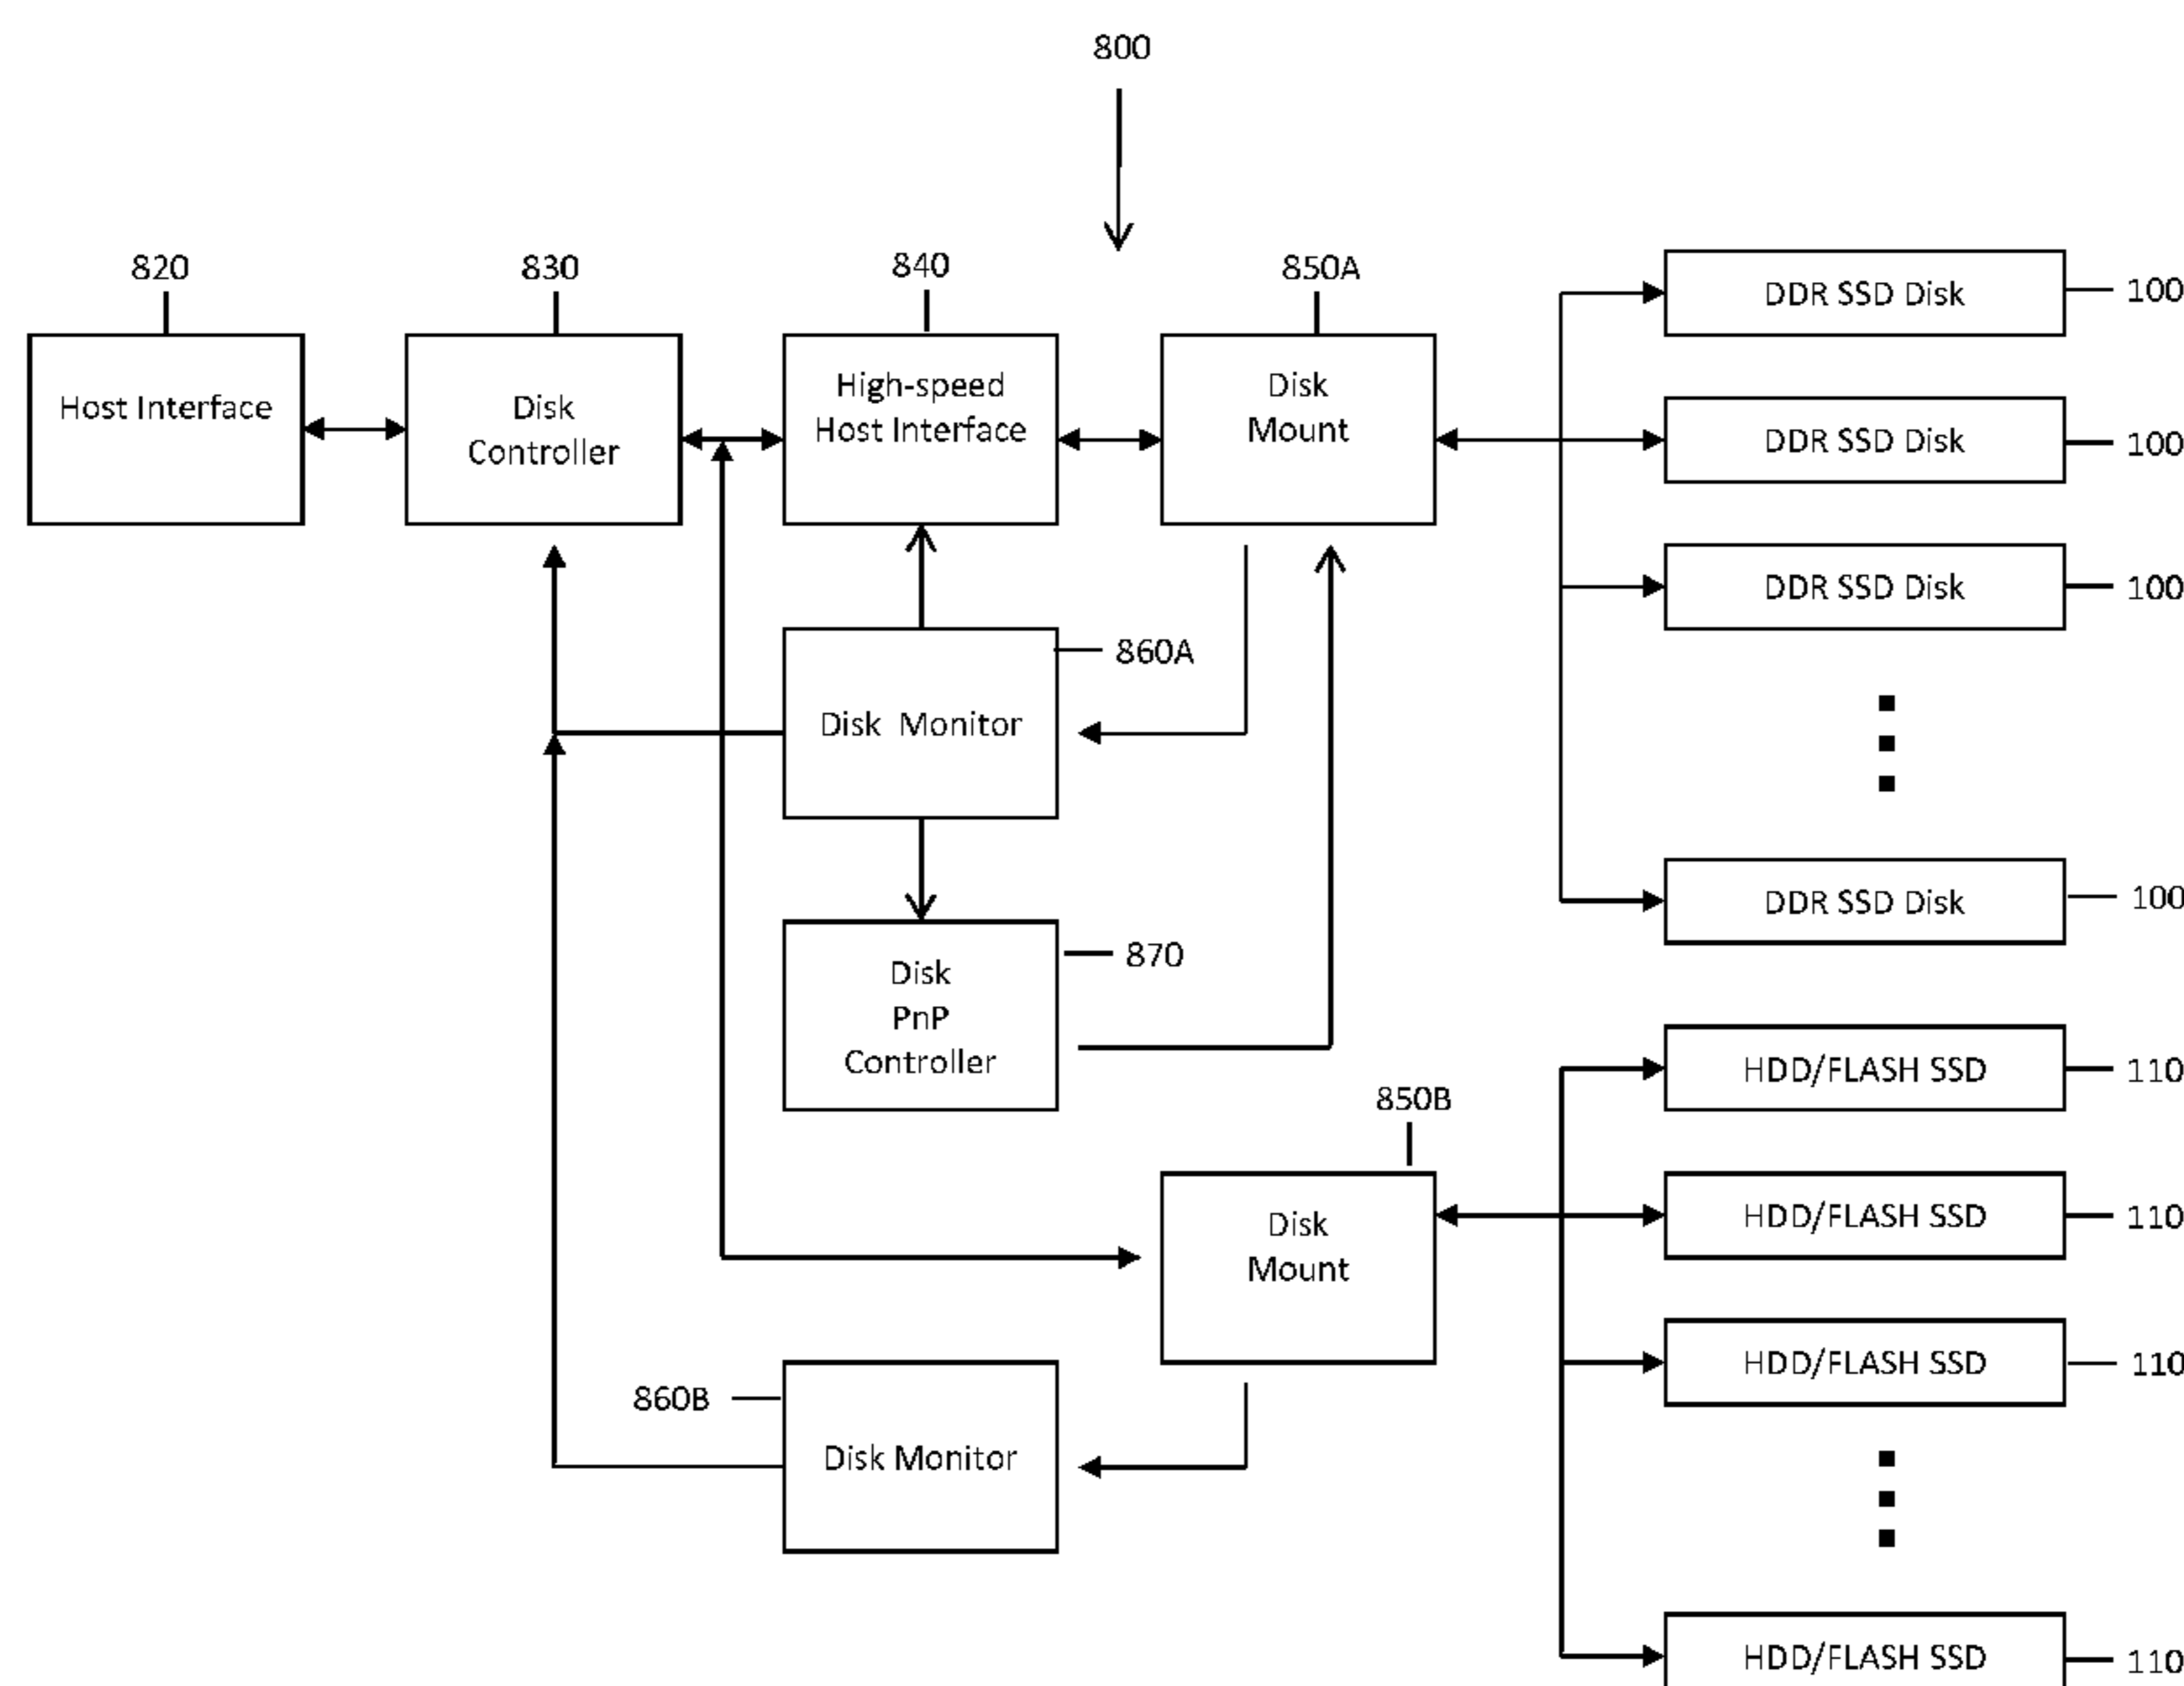 800
820
830
840
850A
Host Interface
Disk
Controller
High-speed
Host Interface
Disk
Mount
DDR SSD Disk
100
DDR SSD Disk
100
DDR SSD Disk
100
860A
Disk  Monitor
DDR SSD Disk
100
870
Disk
PnP
Controller
850B
HDD/FLASH SSD
110
Disk
Mount
HDD/FLASH SSD
110
HDD/FLASH SSD
110
860B
Disk Monitor
HDD/FLASH SSD
110